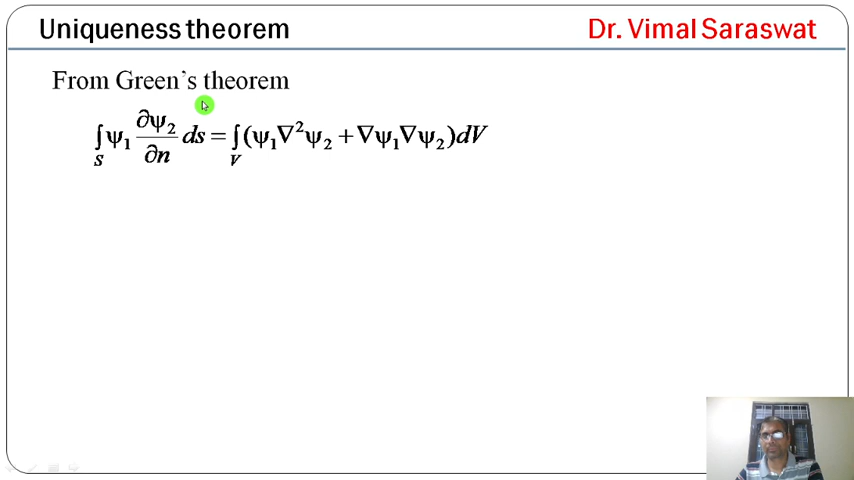 Uniqueness theorem
Dr. Vimal Saraswat
From Green's theorem
∫_S ψ₁ ∂ψ₂/∂n ds = ∫_V (ψ₁∇²ψ₂ + ∇ψ₁∇ψ₂)dV